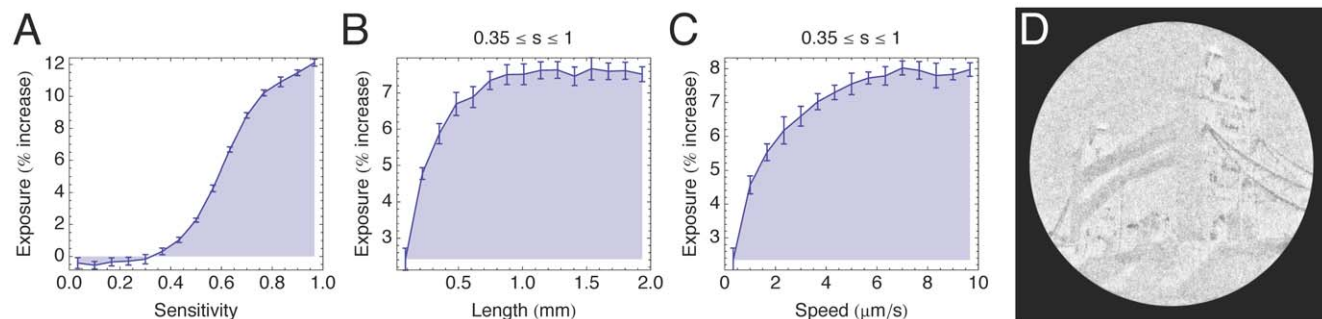 A
Exposure (% increase)
12
10
8
6
4
2
0
0.0 0.2 0.4 0.6 0.8 1.0
Sensitivity
B
0.35 ≤ s ≤ 1
Exposure (% increase)
7
6
5
4
3
0.5 1.0 1.5 2.0
Length (mm)
C
0.35 ≤ s ≤ 1
Exposure (% increase)
8
7
6
5
4
3
0 2 4 6 8 10
Speed (μm/s)
D